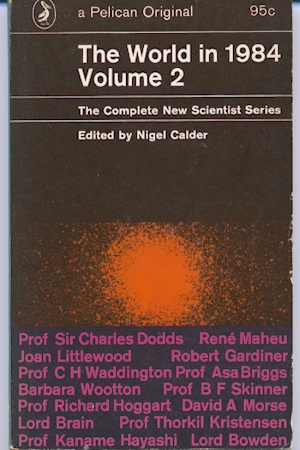 a Pelican Original 95c
The World in 1984
Volume 2
The Complete New Scientist Series
Edited by Nigel Calder
Prof Sir Charles Dodds René Maheu
Joan Littlewood Robert Gardiner
Prof C H Waddington Prof Asa Briggs
Barbara Wootton Prof B F Skinner
Prof Richard Hoggart David A Morse
Lord Brain Prof Thorkil Kristensen
Prof Kaname Hayashi Lord Bowden